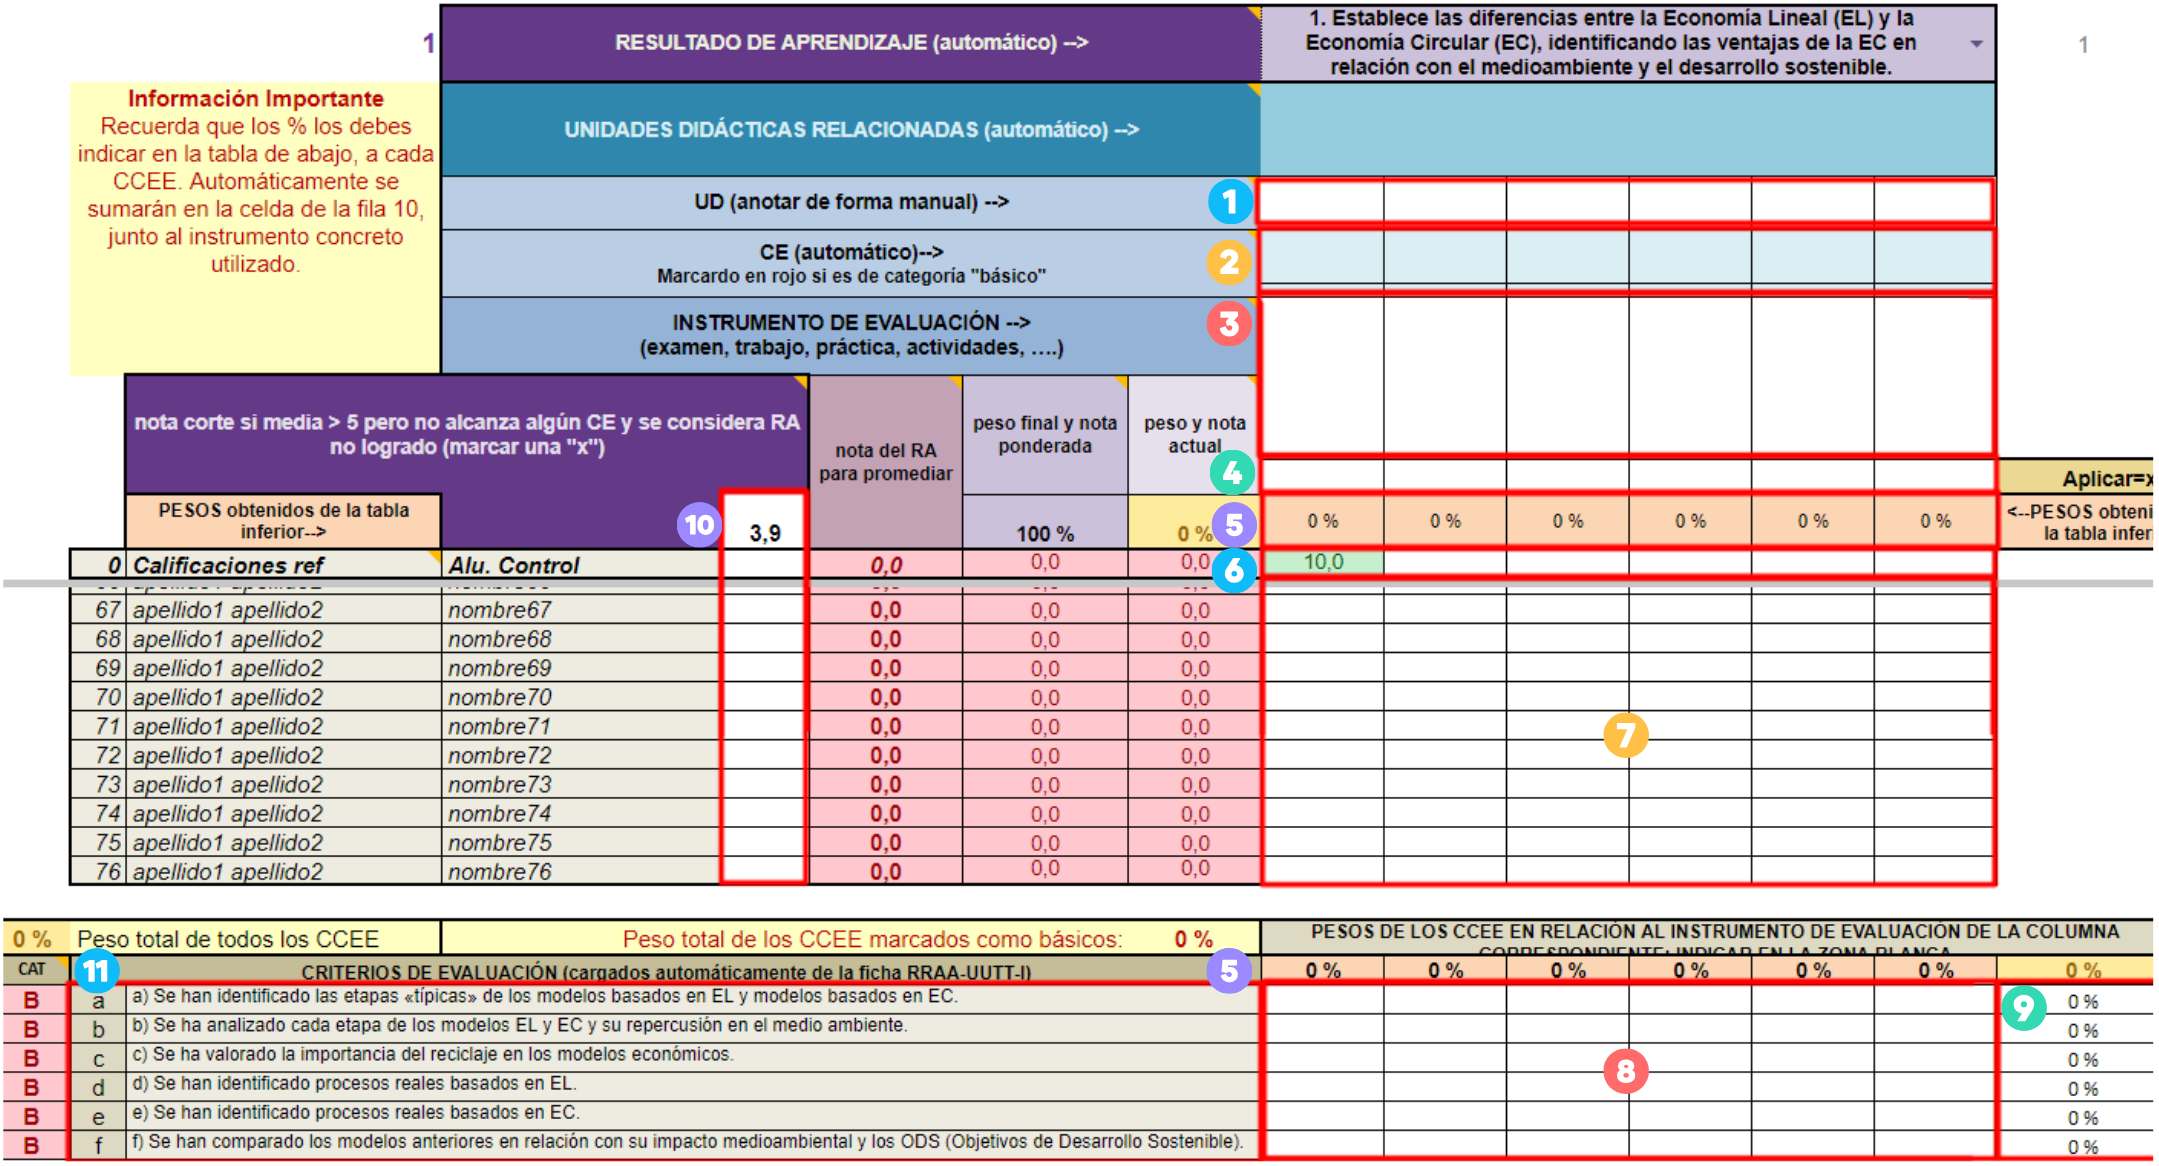 1
RESULTADO DE APRENDIZAJE (automático) -->
1. Establece las diferencias entre la Economía Lineal (EL) y la
Economía Circular (EC), identificando las ventajas de la EC en
relación con el medioambiente y el desarrollo sostenible.
1
Información Importante
Recuerda que los % los debes
indicar en la tabla de abajo, a cada
CCEE. Automáticamente se
sumarán en la celda de la fila 10,
junto al instrumento concreto
utilizado.
UNIDADES DIDÁCTICAS RELACIONADAS (automático) -->
UD (anotar de forma manual) -->
1
CE (automático)-->
Marcardo en rojo si es de categoría "básico"
2
INSTRUMENTO DE EVALUACIÓN -->
(examen, trabajo, práctica, actividades, ....)
3
nota corte si media > 5 pero no alcanza algún CE y se considera RA
no logrado (marcar una "x")
nota del RA
para promediar
peso final y nota
ponderada
peso y nota
actual
4
Aplicar=x
PESOS obtenidos de la tabla
inferior-->
10
3,9
100 %
0 %
5
0 % 0 % 0 % 0 % 0 % 0 %
<--PESOS obteni
la tabla infer
0 Calificaciones ref Alu. Control 0,0 0,0 0,0 6 10,0
67 apellido1 apellido2 nombre67 0,0 0,0 0,0
68 apellido1 apellido2 nombre68 0,0 0,0 0,0
69 apellido1 apellido2 nombre69 0,0 0,0 0,0
70 apellido1 apellido2 nombre70 0,0 0,0 0,0
71 apellido1 apellido2 nombre71 0,0 0,0 0,0
7
72 apellido1 apellido2 nombre72 0,0 0,0 0,0
73 apellido1 apellido2 nombre73 0,0 0,0 0,0
74 apellido1 apellido2 nombre74 0,0 0,0 0,0
75 apellido1 apellido2 nombre75 0,0 0,0 0,0
76 apellido1 apellido2 nombre76 0,0 0,0 0,0
0 % Peso total de todos los CCEE Peso total de los CCEE marcados como básicos: 0 %
PESOS DE LOS CCEE EN RELACIÓN AL INSTRUMENTO DE EVALUACIÓN DE LA COLUMNA
CORRESPONDIENTE: INDICAR EN LA ZONA BLANCA
CAT 11 CRITERIOS DE EVALUACIÓN (cargados automáticamente de la ficha RRAA-UUTT-I) 5 0 % 0 % 0 % 0 % 0 % 0 % 0 %
B a a) Se han identificado las etapas «típicas» de los modelos basados en EL y modelos basados en EC. 9 0 %
B b b) Se ha analizado cada etapa de los modelos EL y EC y su repercusión en el medio ambiente. 0 %
B c c) Se ha valorado la importancia del reciclaje en los modelos económicos. 8 0 %
B d d) Se han identificado procesos reales basados en EL. 0 %
B e e) Se han identificado procesos reales basados en EC. 0 %
B f f) Se han comparado los modelos anteriores en relación con su impacto medioambiental y los ODS (Objetivos de Desarrollo Sostenible). 0 %